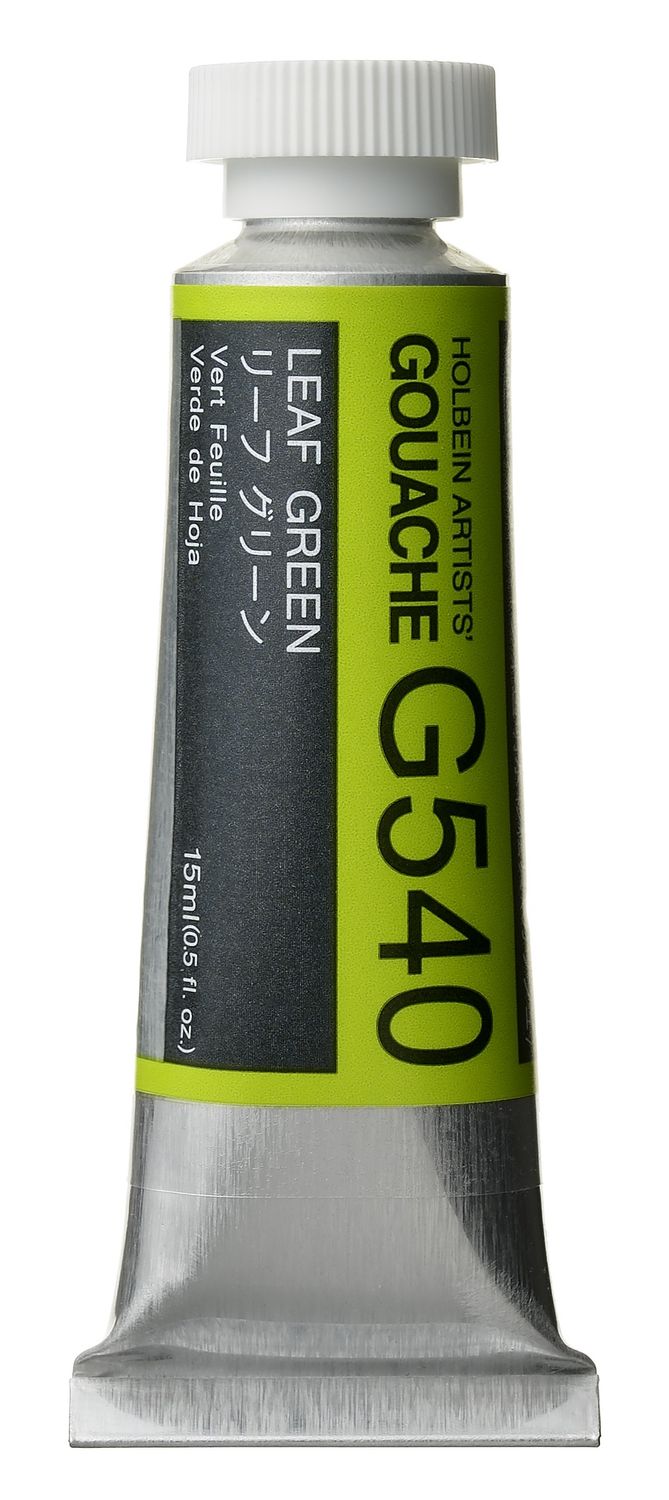 HOLBEIN ARTISTS'
GOUACHE G540
LEAF GREEN
リーフ グリーン
Vert Feuille
Verde de Hoja
15ml(0.5 fl. oz.)